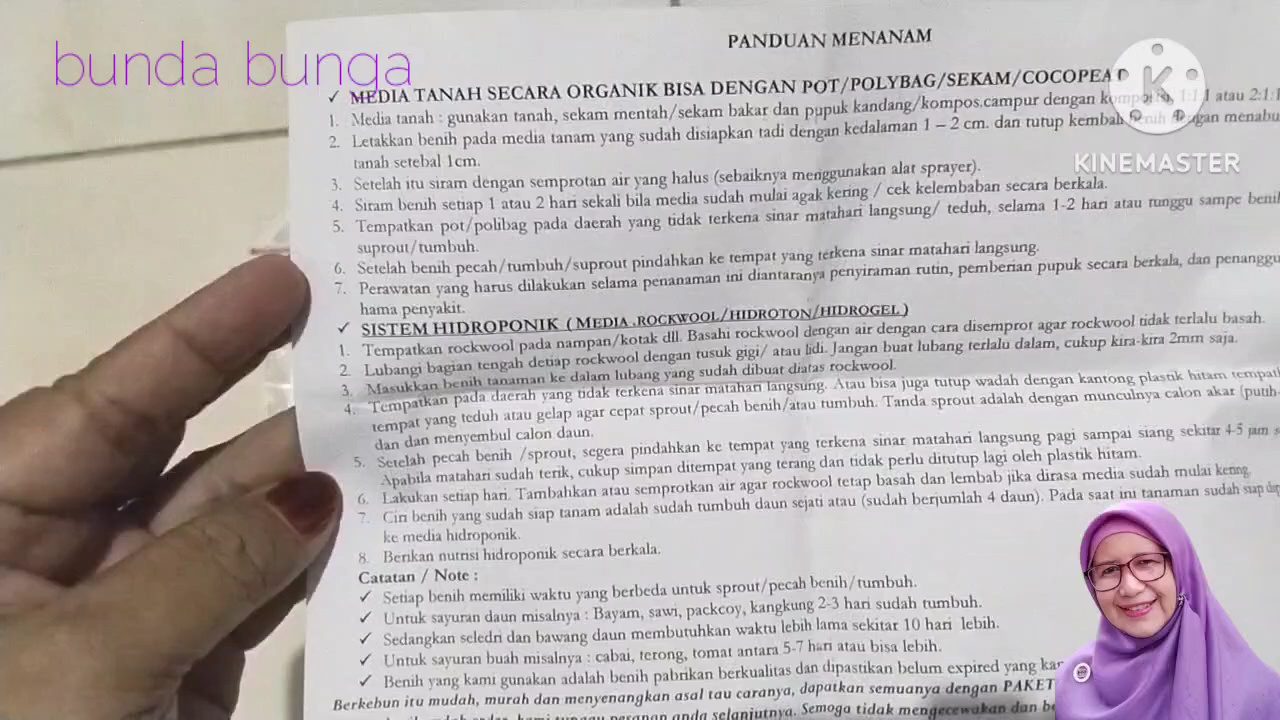 bunda bunga
PANDUAN MENANAM
✓ MEDIA TANAH SECARA ORGANIK BISA DENGAN POT/POLYBAG/SEKAM/COCOPEAD
1. Media tanah : gunakan tanah, sekam mentah/sekam bakar dan pupuk kandang/kompos.campur dengan 1:1:1 atau 2:1:1
2. Letakkan benih pada media tanam yang sudah disiapkan tadi dengan kedalaman 1 – 2 cm. dan tutup kembali benih dengan
tanah setebal 1cm.
3. Setelah itu siram dengan semprotan air yang halus (sebaiknya menggunakan alat sprayer).
4. Siram benih setiap 1 atau 2 hari sekali bila media sudah mulai agak kering / cek kelembaban secara berkala.
5. Tempatkan pot/polibag pada daerah yang tidak terkena sinar matahari langsung/ teduh, selama 1-2 hari atau tunggu sampe
suprout/tumbuh.
6. Setelah benih pecah/tumbuh/suprout pindahkan ke tempat yang terkena sinar matahari langsung.
7. Perawatan yang harus dilakukan selama penanaman ini diantaranya penyiraman rutin, pemberian pupuk secara berkala, dan
hama penyakit.
✓ SISTEM HIDROPONIK ( MEDIA .ROCKWOOL/HIDROTON/HIDROGEL )
1. Tempatkan rockwool pada nampan/kotak dll. Basahi rockwool dengan air dengan cara disemprot agar rockwool tidak terlalu basah.
2. Lubangi bagian tengah detiap rockwool dengan tusuk gigi/ atau lidi. Jangan buat lubang terlalu dalam, cukup kira-kira 2mm saja.
3. Masukkan benih tanaman ke dalam lubang yang sudah dibuat diatas rockwool.
4. Tempatkan pada daerah yang tidak terkena sinar matahari langsung. Atau bisa juga tutup wadah dengan kantong plastik hitam
tempat yang teduh atau gelap agar cepat sprout/pecah benih/atau tumbuh. Tanda sprout adalah dengan munculnya calon akar (putih-
dan dan menyembul calon daun.
5. Setelah pecah benih /sprout, segera pindahkan ke tempat yang terkena sinar matahari langsung pagi sampai siang sekitar 4-5 jam
Apabila matahari sudah terik, cukup simpan ditempat yang terang dan tidak perlu ditutup lagi oleh plastik hitam.
6. Lakukan setiap hari. Tambahkan atau semprotkan air agar rockwool tetap basah dan lembab jika dirasa media sudah mulai kering.
7. Ciri benih yang sudah siap tanam adalah sudah tumbuh daun sejati atau (sudah berjumlah 4 daun). Pada saat ini tanaman sudah siap
ke media hidroponik.
8. Berikan nutrisi hidroponik secara berkala.
Catatan / Note :
✓ Setiap benih memiliki waktu yang berbeda untuk sprout/pecah benih/tumbuh.
✓ Untuk sayuran daun misalnya : Bayam, sawi, packcoy, kangkung 2-3 hari sudah tumbuh.
✓ Sedangkan seledri dan bawang daun membutuhkan waktu lebih lama sekitar 10 hari lebih.
✓ Untuk sayuran buah misalnya : cabai, terong, tomat antara 5-7 hari atau bisa lebih.
✓ Benih yang kami gunakan adalah benih pabrikan berkualitas dan dipastikan belum expired yang
Berkebun itu mudah, murah dan menyenangkan asal tau caranya, dapatkan semuanya dengan PAKET
kami tunggu pesanan anda selanjutnya. Semoga tidak mengecewakan dan
KINEMASTER